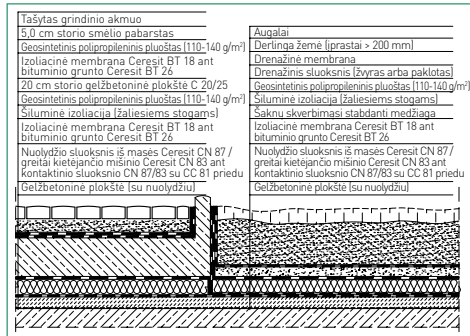 Tašytas grindinio akmuo
5,0 cm storio smėlio pabarstas
Geosintetinis polipropileninis pluoštas (110-140 g/m²)
Izoliacinė membrana Ceresit BT 18 ant
bituminio grunto Ceresit BT 26
20 cm storio gelžbetoninė plokštė C 20/25
Geosintetinis polipropileninis pluoštas (110-140 g/m²)
Šiluminė izoliacija (žaliesiems stogams)
Izoliacinė membrana Ceresit BT 18 ant
bituminio grunto Ceresit BT 26
Nuolydžio sluoksnis iš masės Ceresit CN 87 /
greitai kietėjančio mišinio Ceresit CN 83 ant
kontaktinio sluoksnio CN 87/83 su CC 81 priedu
Gelžbetoninė plokštė (su nuolydžiu)
Augalai
Derlinga žemė (įprastai > 200 mm)
Drenažinė membrana
Drenažinis sluoksnis (žvyras arba paklotas)
Geosintetinis polipropileninis pluoštas (110-140 g/m²)
Šiluminė izoliacija (žaliesiems stogams)
Šaknų skverbimąsi stabdanti medžiaga
Izoliacinė membrana Ceresit BT 18 ant
bituminio grunto Ceresit BT 26
Nuolydžio sluoksnis iš masės Ceresit CN 87 /
greitai kietėjančio mišinio Ceresit CN 83 ant
kontaktinio sluoksnio CN 87/83 su CC 81 priedu
Gelžbetoninė plokštė (su nuolydžiu)